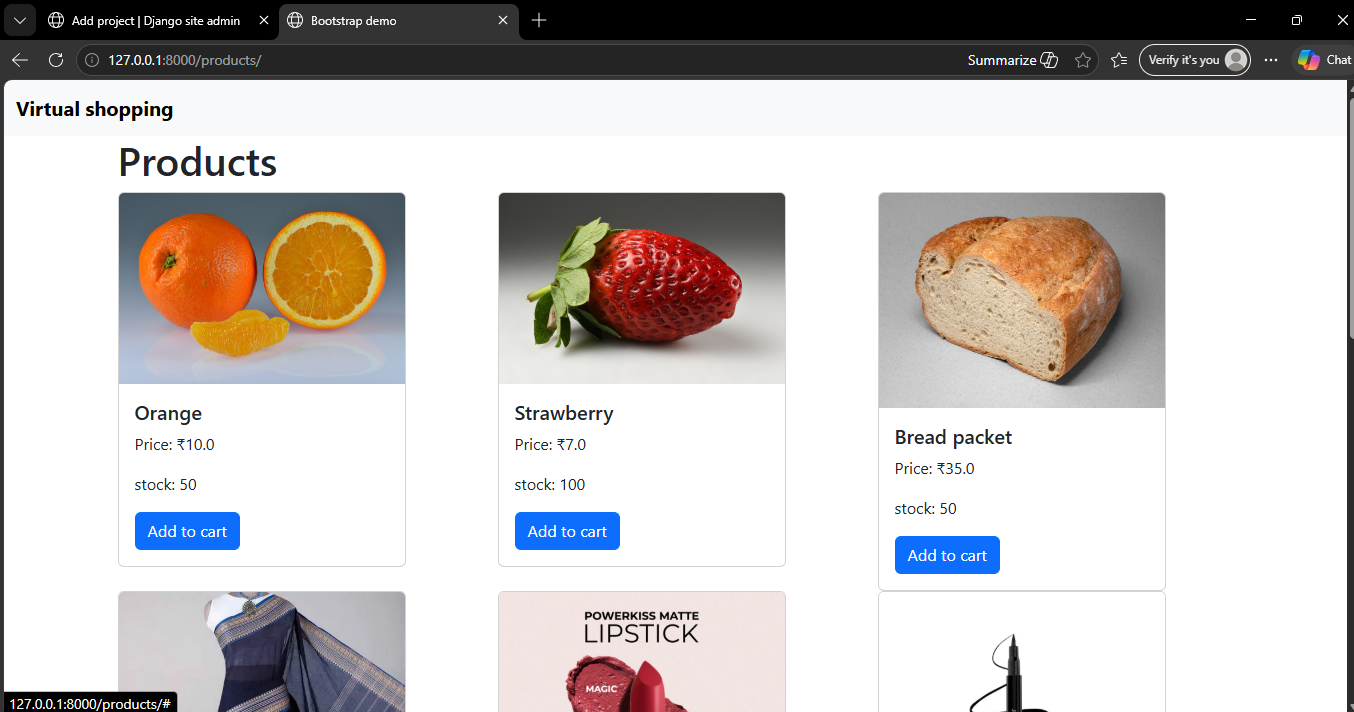 Add project | Django site admin
Bootstrap demo
127.0.0.1:8000/products/
Summarize
Verify it's you
Chat
Virtual shopping
Products
Orange
Price: ₹10.0
stock: 50
Add to cart
Strawberry
Price: ₹7.0
stock: 100
Add to cart
Bread packet
Price: ₹35.0
stock: 50
Add to cart
POWERKISS MATTE
LIPSTICK
MAGIC
127.0.0.1:8000/products/#